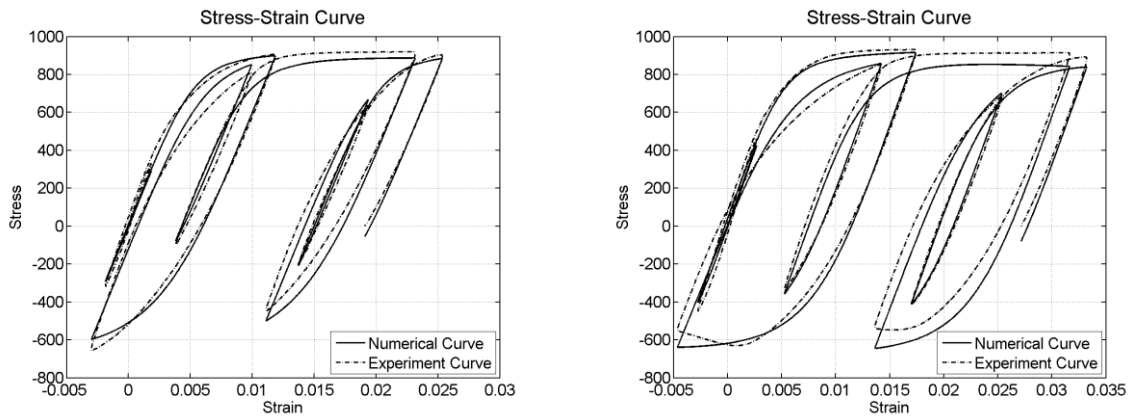 Stress-Strain Curve
1000
800
600
400
200
0
-200
-400
-600
-800
Stress
-0.005 0 0.005 0.01 0.015 0.02 0.025 0.03
Strain
Numerical Curve
Experiment Curve
Stress-Strain Curve
1000
800
600
400
200
0
-200
-400
-600
-800
Stress
-0.005 0 0.005 0.01 0.015 0.02 0.025 0.03 0.035
Strain
Numerical Curve
Experiment Curve